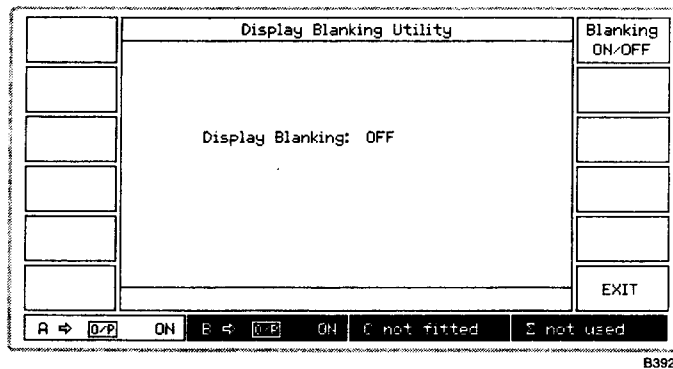 Display Blanking Utility
Blanking
ON/OFF
Display Blanking: OFF
EXIT
A ⇨ O/P ON B ⇨ O/P ON C not fitted Σ not used
B392